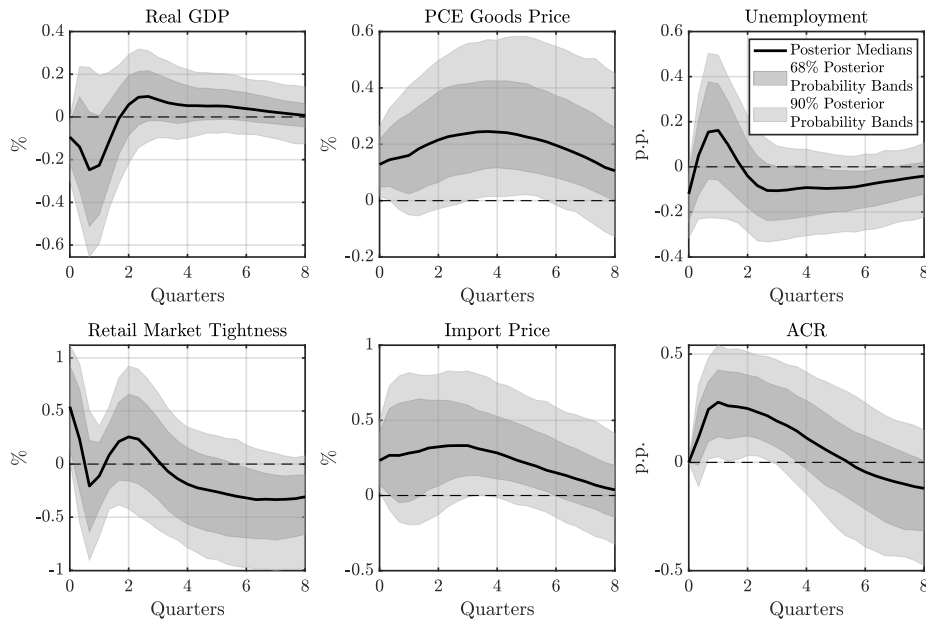 Real GDP
0.4
0.2
0
-0.2
-0.4
-0.6
%
0 2 4 6 8
Quarters
PCE Goods Price
0.6
0.4
0.2
0
0.2
%
0 2 4 6 8
Quarters
Unemployment
0.6
0.4
0.2
0
-0.2
-0.4
p.p.
Posterior Medians
68% Posterior
Probability Bands
90% Posterior
Probability Bands
0 2 4 6 8
Quarters
Retail Market Tightness
1
0.5
0
-0.5
-1
%
0 2 4 6 8
Quarters
Import Price
1
0.5
0
-0.5
%
0 2 4 6 8
Quarters
ACR
0.5
0
-0.5
p.p.
0 2 4 6 8
Quarters